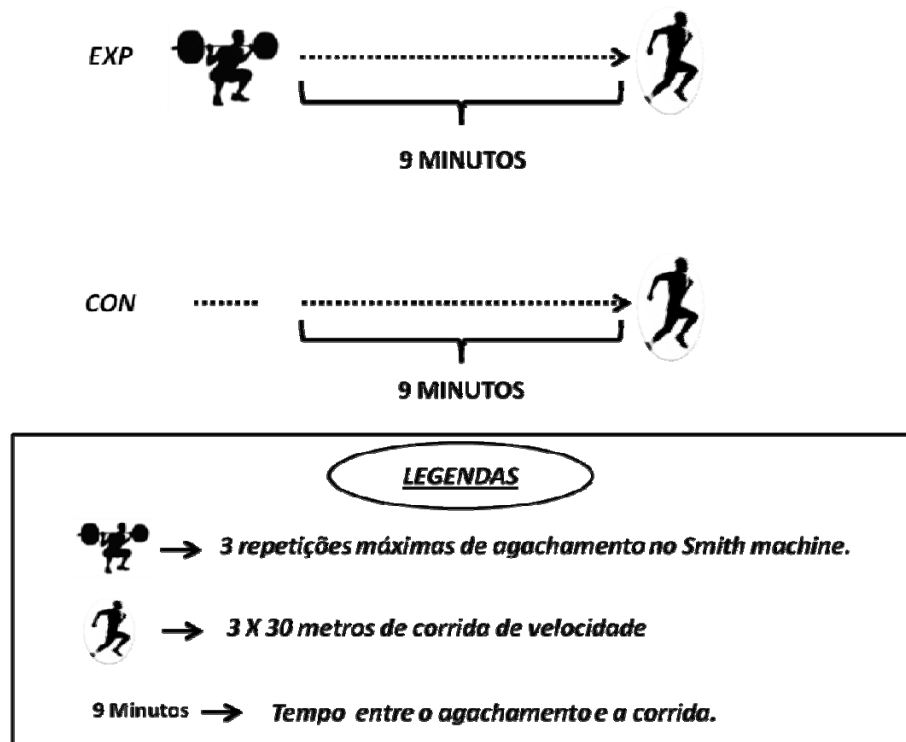 EXP
9 MINUTOS
CON
9 MINUTOS
LEGENDAS
3 repetições máximas de agachamento no Smith machine.
3 X 30 metros de corrida de velocidade
9 Minutos Tempo entre o agachamento e a corrida.